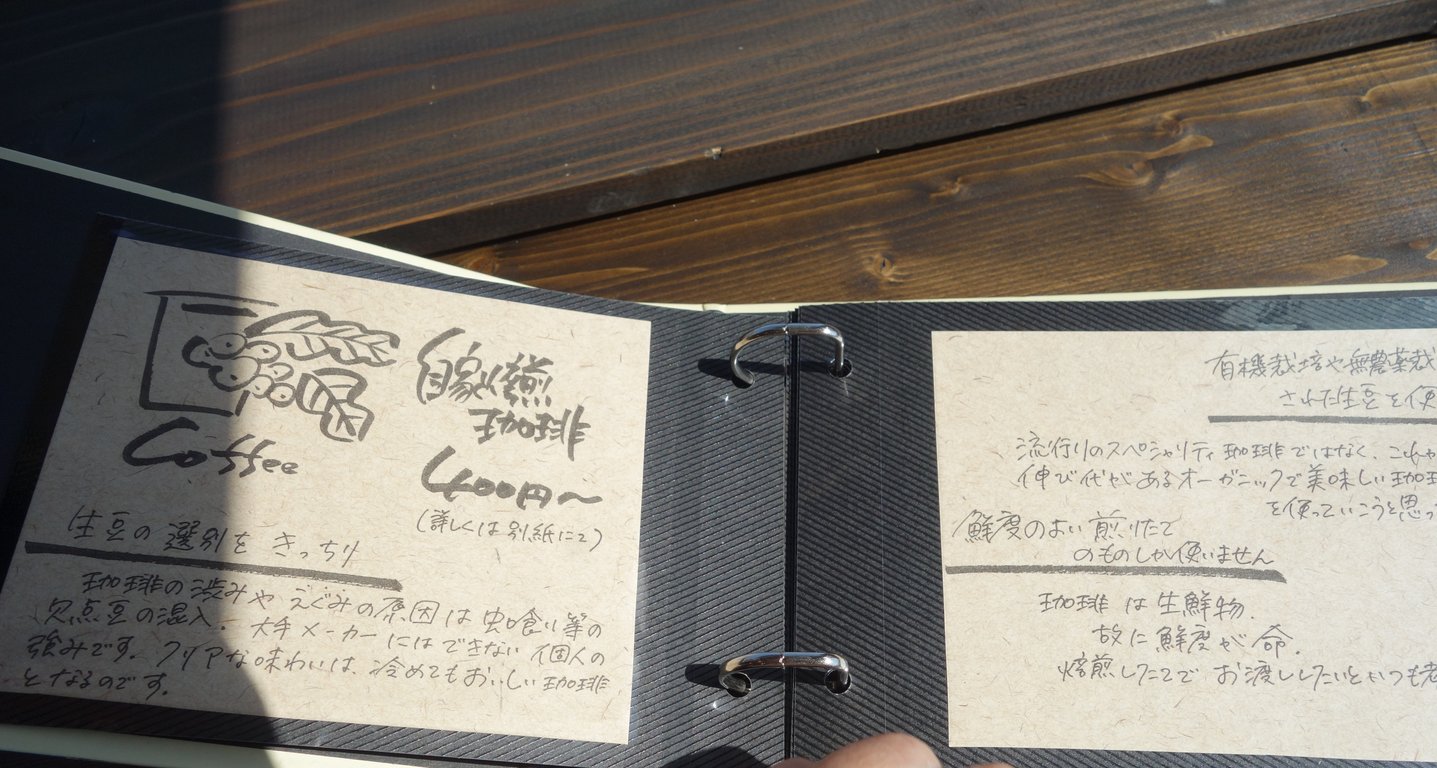 Coffee
自家焙煎
珈琲
400円〜
(詳しくは別紙にて)
生豆の選別をきっちり
珈琲の渋みやえぐみの原因は虫喰い等の
欠点豆の混入。大手メーカーにはできない個人の
強みです。クリアな味わいは、冷めてもおいしい珈琲
となるのです。
有機栽培や無農薬栽
された生豆を使
流行りのスペシャリティ珈琲ではなく、これか
伸び代があるオーガニックで美味しい珈琲
を使っていこうと思っ
鮮度のよい煎りたて
のものしか使いません
珈琲は生鮮物。
故に鮮度が命。
焙煎したてでお渡ししたいといつも考